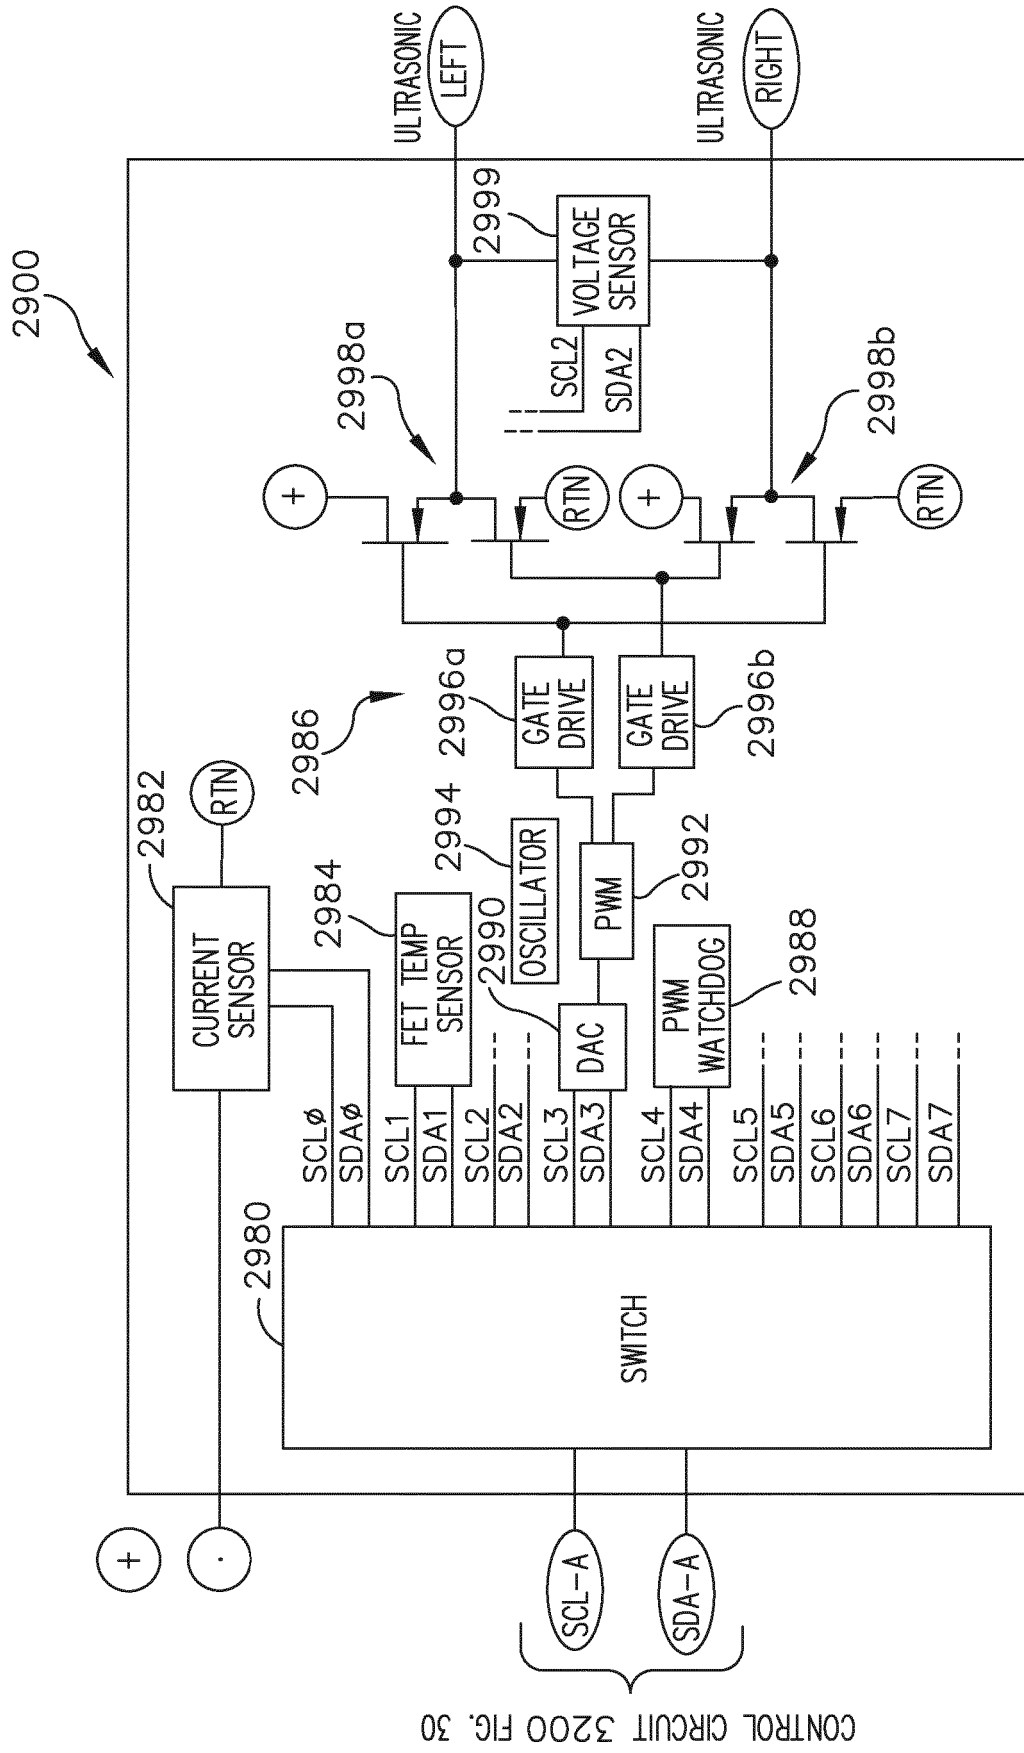 2900
+
.
CURRENT
SENSOR
2982
RTN
2980
SWITCH
SCL-A
SDA-A
CONTROL CIRCUIT 3200 FIG. 30
SCLø
SDAø
SCL1
SDA1
SCL2
SDA2
SCL3
SDA3
SCL4
SDA4
SCL5
SDA5
SCL6
SDA6
SCL7
SDA7
FET TEMP
SENSOR
2984
DAC
2990
OSCILLATOR
2994
PWM
2992
PWM
WATCHDOG
2988
2986
GATE
DRIVE
2996a
GATE
DRIVE
2996b
+
RTN
+
RTN
2998a
2998b
SCL2
SDA2
VOLTAGE
SENSOR
2999
ULTRASONIC
LEFT
ULTRASONIC
RIGHT